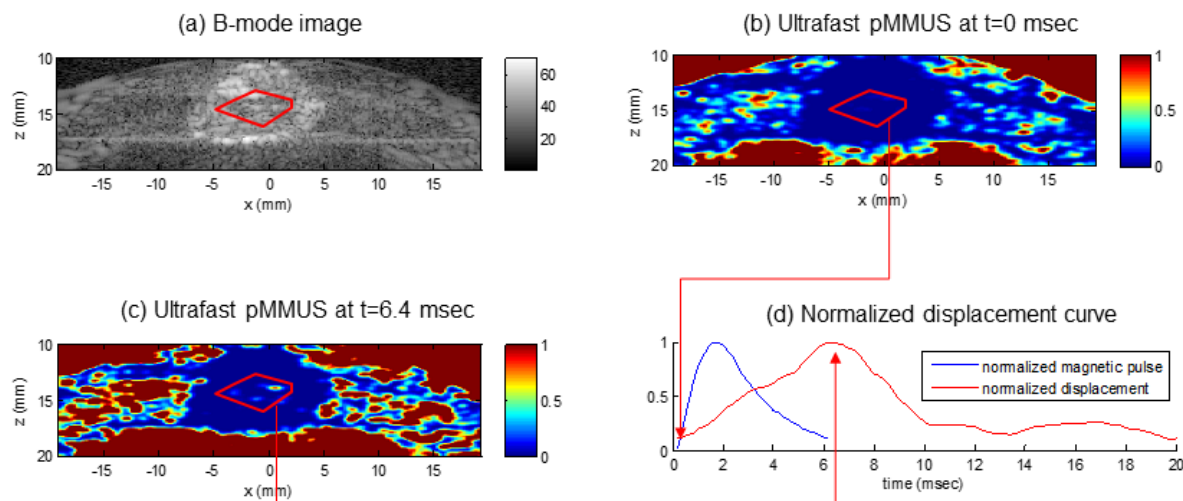 (a) B-mode image
10
15
20
z (mm)
-15 -10 -5 0 5 10 15
x (mm)
60
40
20
(b) Ultrafast pMMUS at t=0 msec
10
15
20
z (mm)
-15 -10 -5 0 5 10 15
x (mm)
1
0.5
0
(c) Ultrafast pMMUS at t=6.4 msec
10
15
20
z (mm)
-15 -10 -5 0 5 10 15
x (mm)
1
0.5
0
(d) Normalized displacement curve
1
0.5
0
0 2 4 6 8 10 12 14 16 18 20
time (msec)
normalized magnetic pulse
normalized displacement